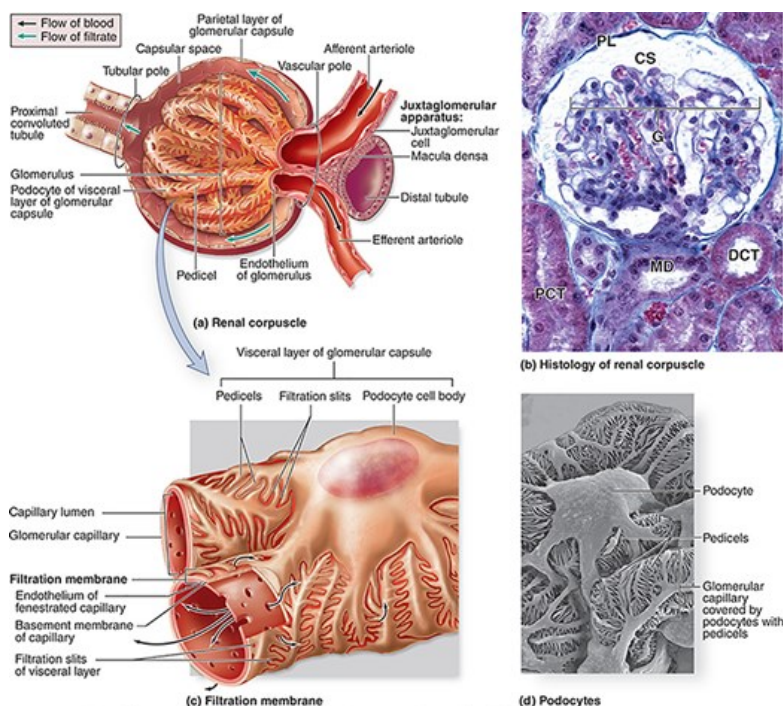 Flow of blood
Flow of filtrate
Parietal layer of
glomerular capsule
Capsular space
Tubular pole
Proximal
convoluted
tubule
Glomerulus
Podocyte of visceral
layer of glomerular
capsule
Pedicel
Afferent arteriole
Vascular pole
Juxtaglomerular
apparatus:
Juxtaglomerular
cell
Macula densa
Distal tubule
Efferent arteriole
Endothelium
of glomerulus
(a) Renal corpuscle
PL
CS
G
MD
DCT
PCT
(b) Histology of renal corpuscle
Visceral layer of glomerular capsule
Pedicels
Filtration slits
Podocyte cell body
Capillary lumen
Glomerular capillary
Filtration membrane
Endothelium of
fenestrated capillary
Basement membrane
of capillary
Filtration slits
of visceral layer
(c) Filtration membrane
Podocyte
Pedicels
Glomerular
capillary
covered by
podocytes with
pedicels
(d) Podocytes